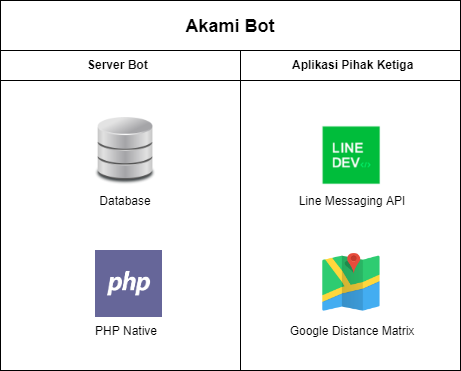 Akami Bot
Server Bot
Aplikasi Pihak Ketiga
LINE
DEV
Database
Line Messaging API
php
PHP Native
Google Distance Matrix